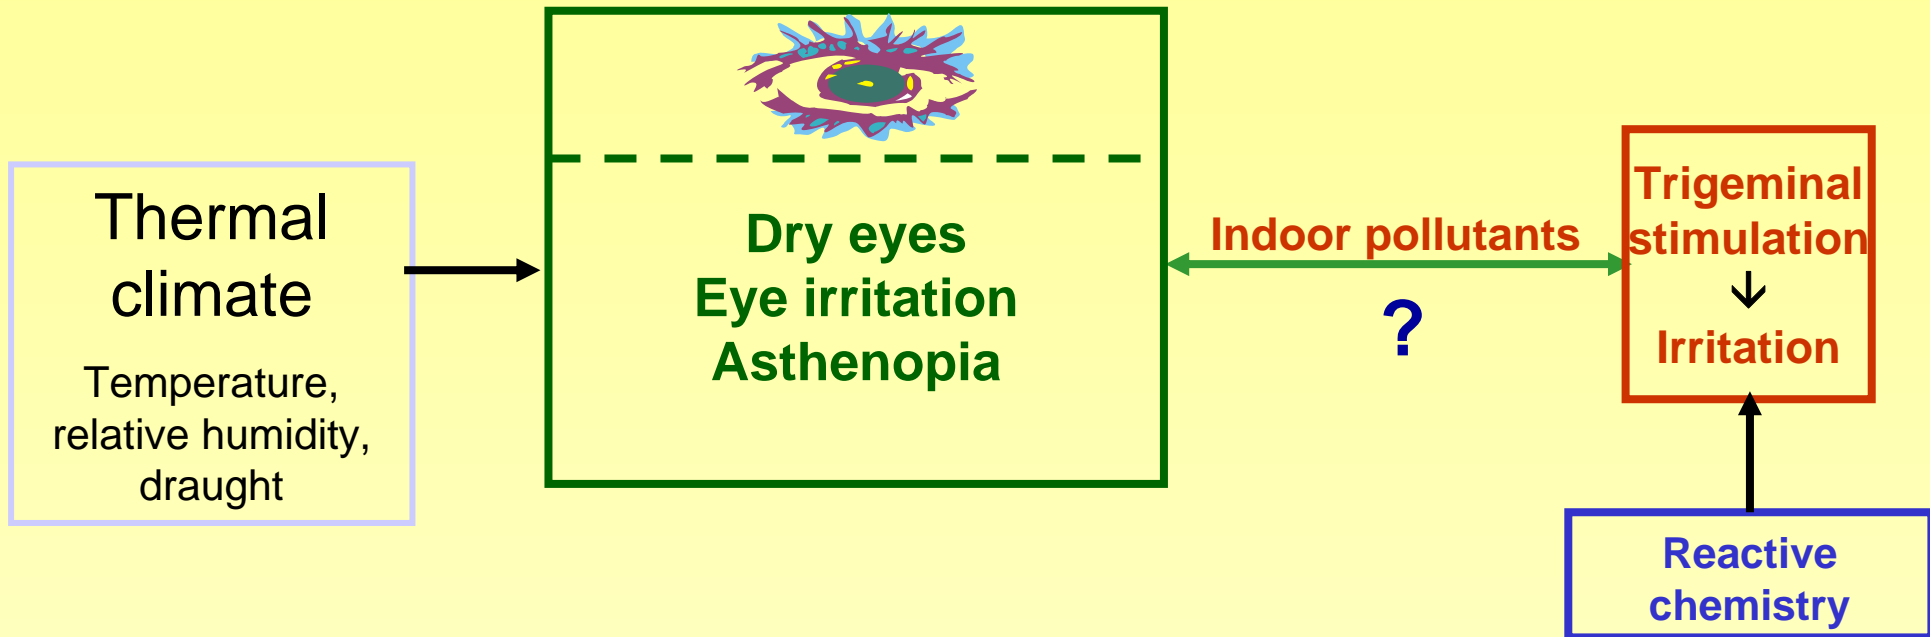 Thermal
climate
Temperature,
relative humidity,
draught
Dry eyes
Eye irritation
Asthenopia
Indoor pollutants
?
Trigeminal
stimulation
Irritation
Reactive
chemistry